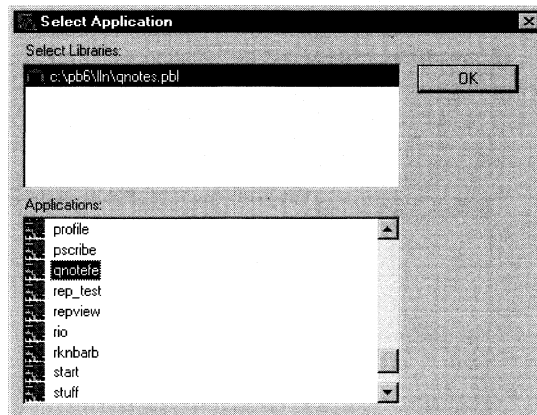 Select Application
Select Libraries:
c:\pb6\lln\qnotes.pbl
OK
Applications:
profile
pscribe
qnotefe
rep_test
repview
rio
rknbarb
start
stuff